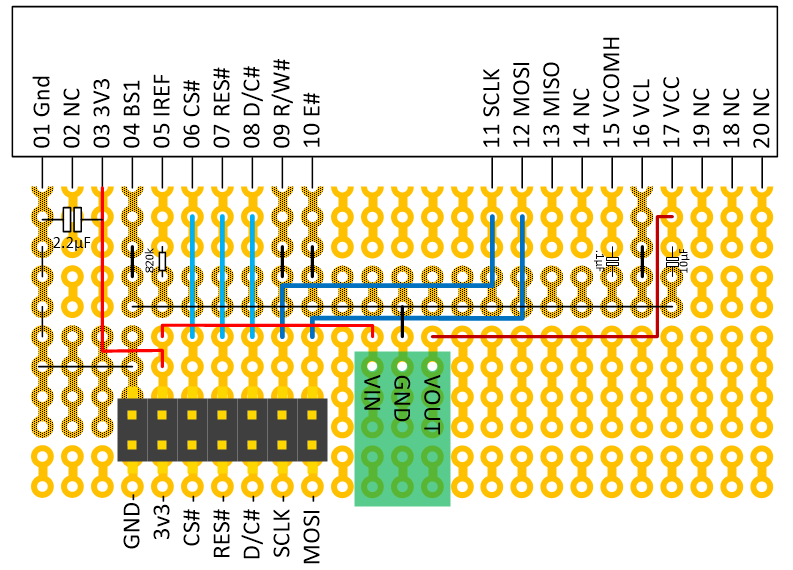 01 Gnd
02 NC
03 3V3
04 BS1
05 IREF
06 CS#
07 RES#
08 D/C#
09 R/W#
10 E#
11 SCLK
12 MOSI
13 MISO
14 NC
15 VCOMH
16 VCL
17 VCC
19 NC
18 NC
20 NC
2.2µF
820k
.1µF
10µF
VIN
GND
VOUT
GND-
3v3-
CS#-
RES#-
D/C#-
SCLK-
MOSI-